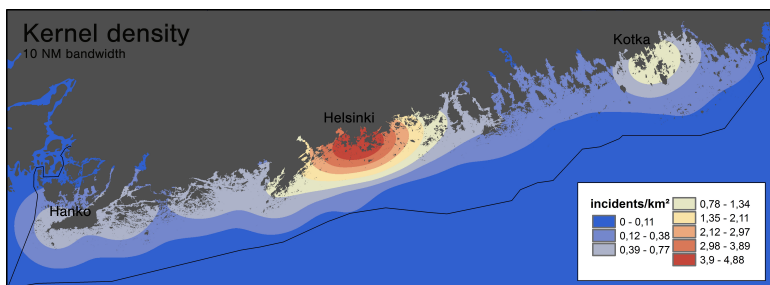 Kernel density
10 NM bandwidth
Kotka
Helsinki
Hanko
incidents/km²
0 - 0,11
0,12 - 0,38
0,39 - 0,77
0,78 - 1,34
1,35 - 2,11
2,12 - 2,97
2,98 - 3,89
3,9 - 4,88